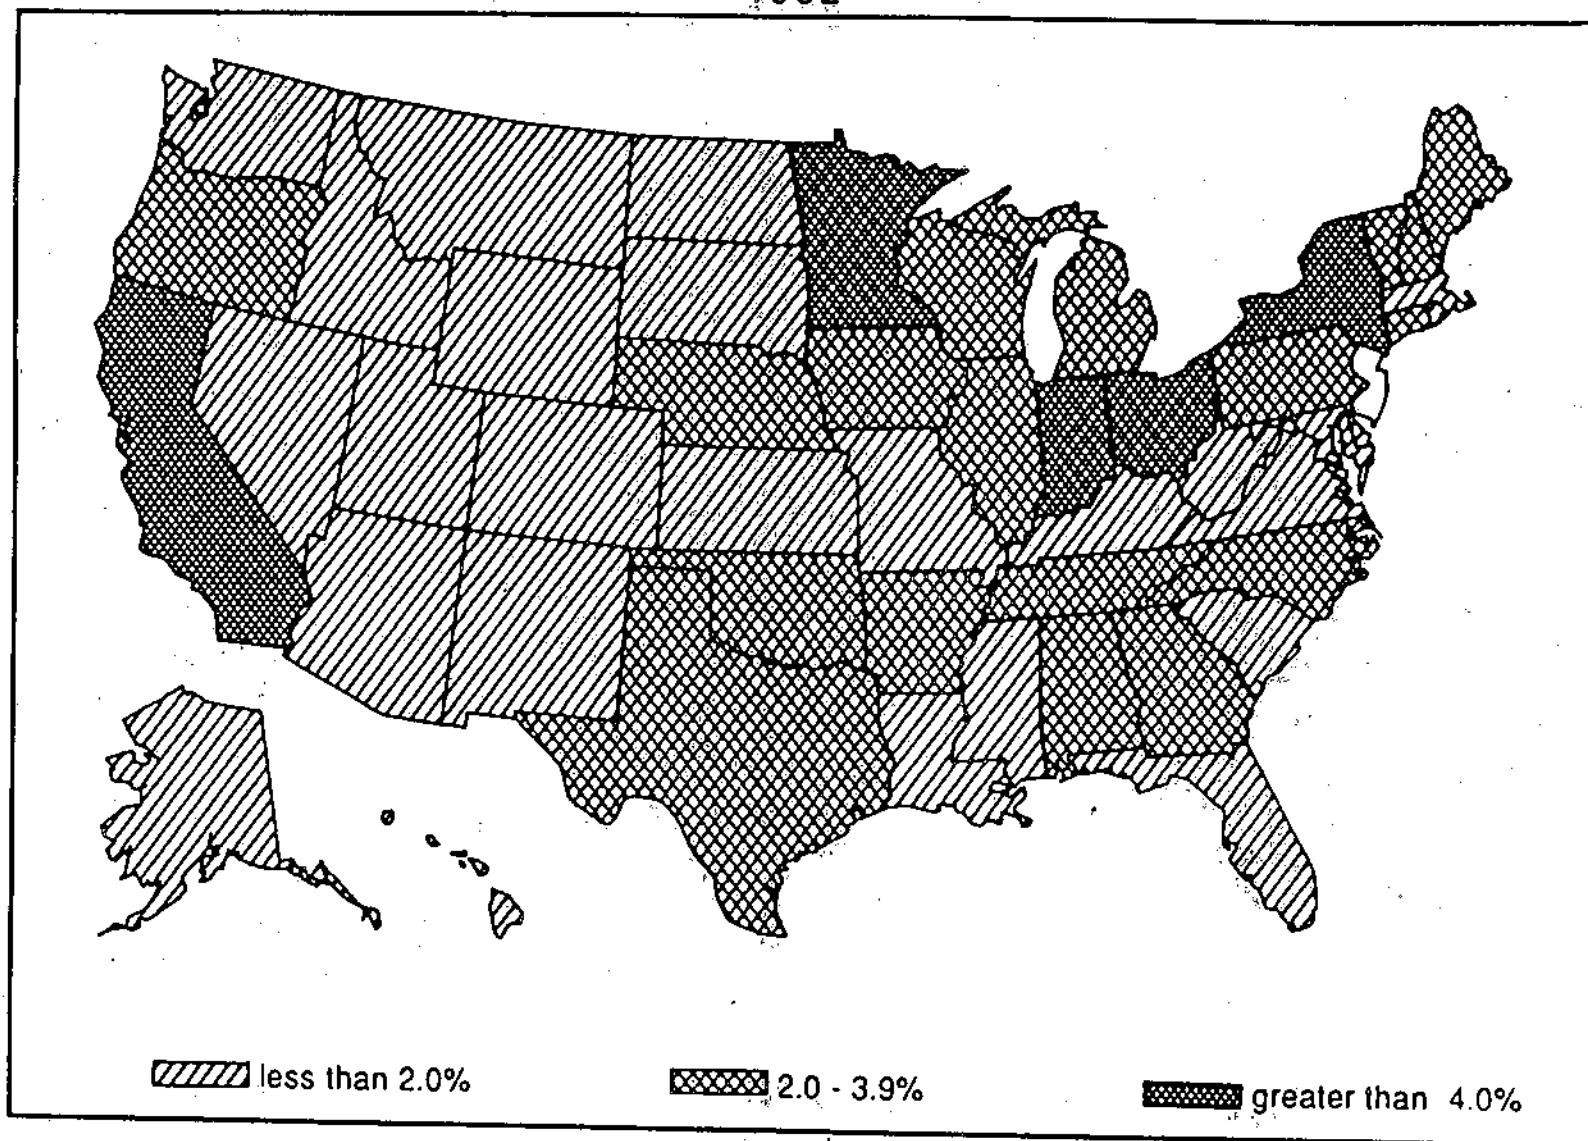 less than 2.0%
2.0 - 3.9%
greater than 4.0%